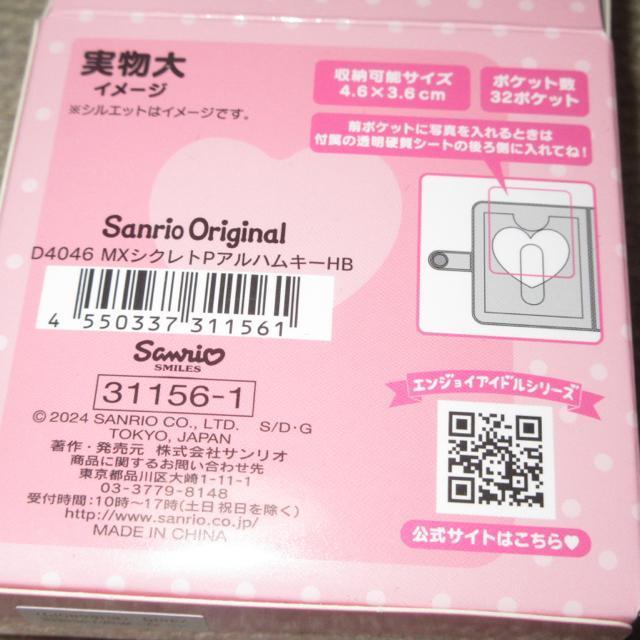 実物大
イメージ
※シルエットはイメージです。
収納可能サイズ
4.6×3.6cm
ポケット数
32ポケット
前ポケットに写真を入れるときは
付属の透明硬質シートの後ろ側に入れてね!
Sanrio Original
D4046 MXシクレトPアルハムキーHB
4 550337 311561
Sanrio
SMILES
31156-1
© 2024 SANRIO CO., LTD. S/D・G
TOKYO, JAPAN
著作・発売元 株式会社サンリオ
商品に関するお問い合わせ先
東京都品川区大崎1-11-1
03-3779-8148
受付時間:10時〜17時(土日祝日を除く)
http://www.sanrio.co.jp/
MADE IN CHINA
エンジョイアイドルシリーズ
公式サイトはこちら♥